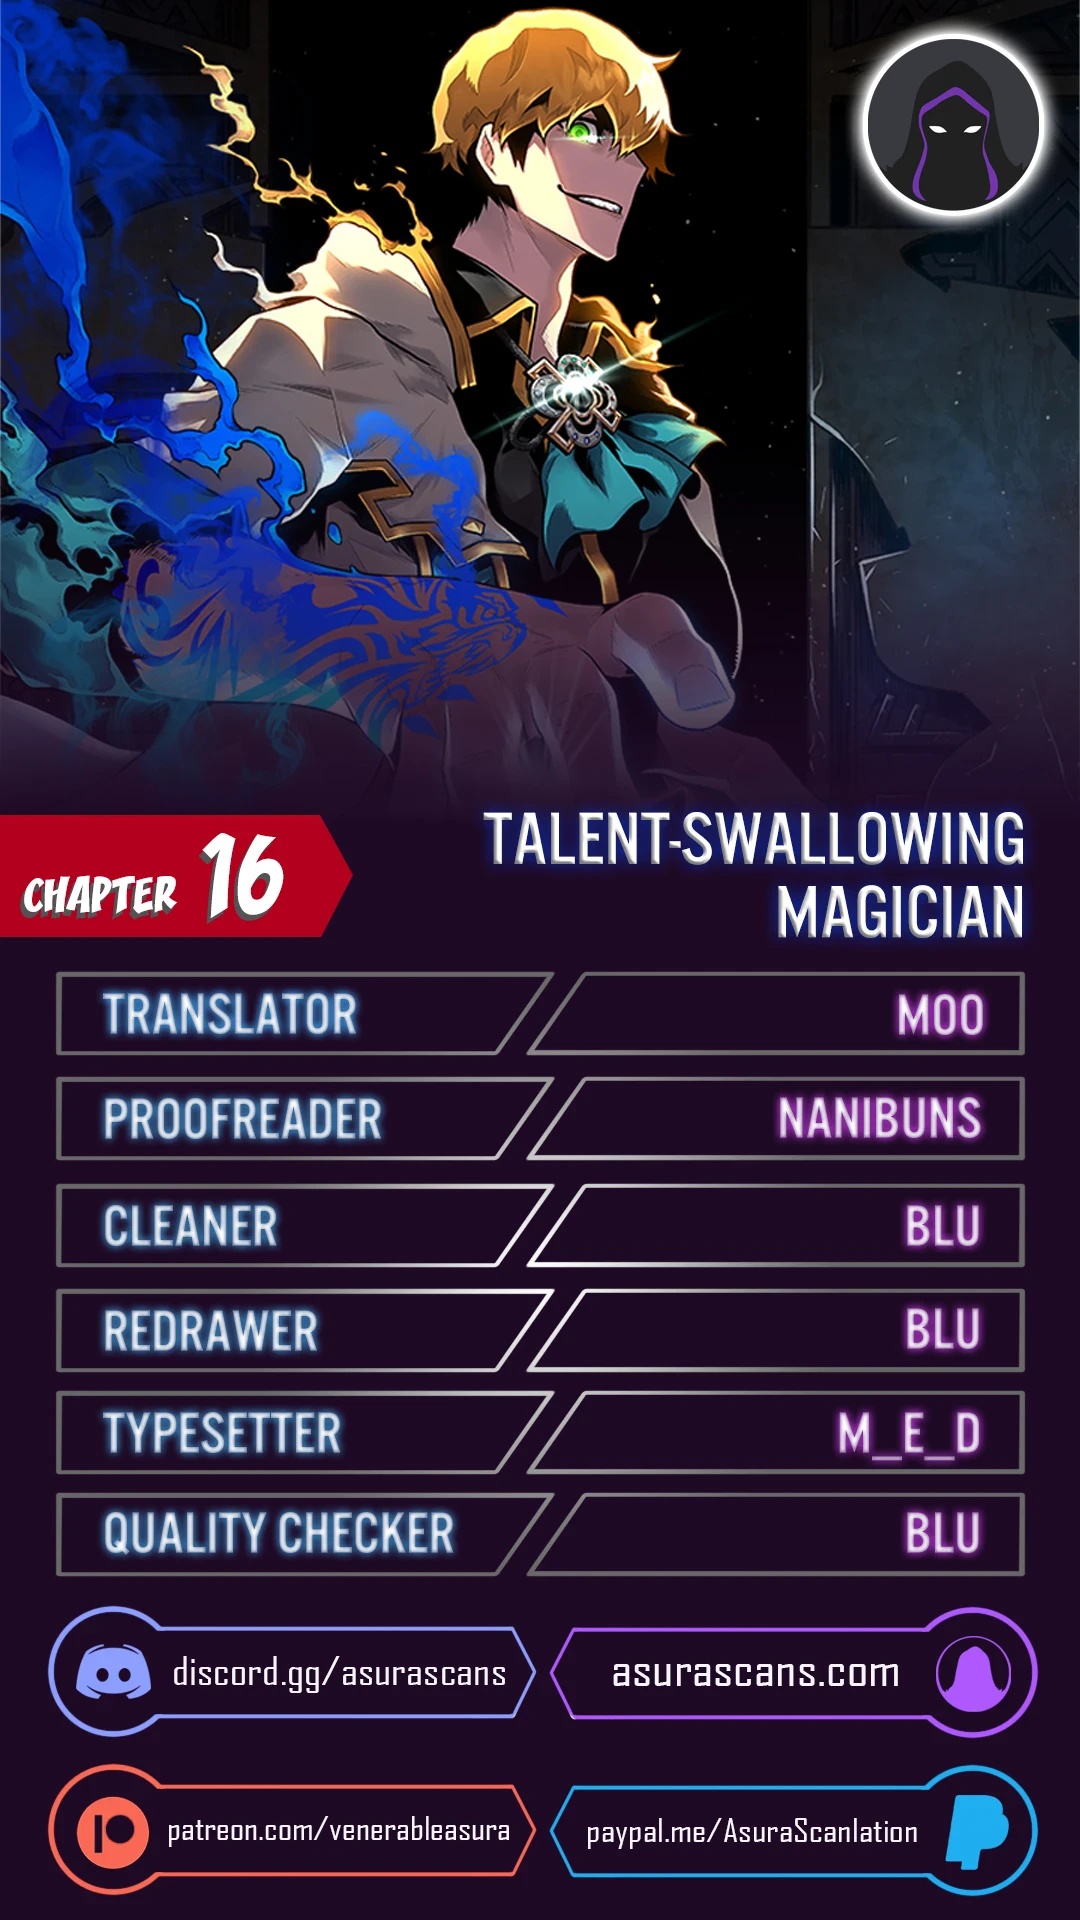 CHAPTER 16
TALENT-SWALLOWING
MAGICIAN
TRANSLATOR MOO
PROOFREADER NANIBUNS
CLEANER BLU
REDRAWER BLU
TYPESETTER M_E_D
QUALITY CHECKER BLU
discord.gg/asurascans
asurascans.com
patreon.com/venerableasura
paypal.me/AsuraScanlation